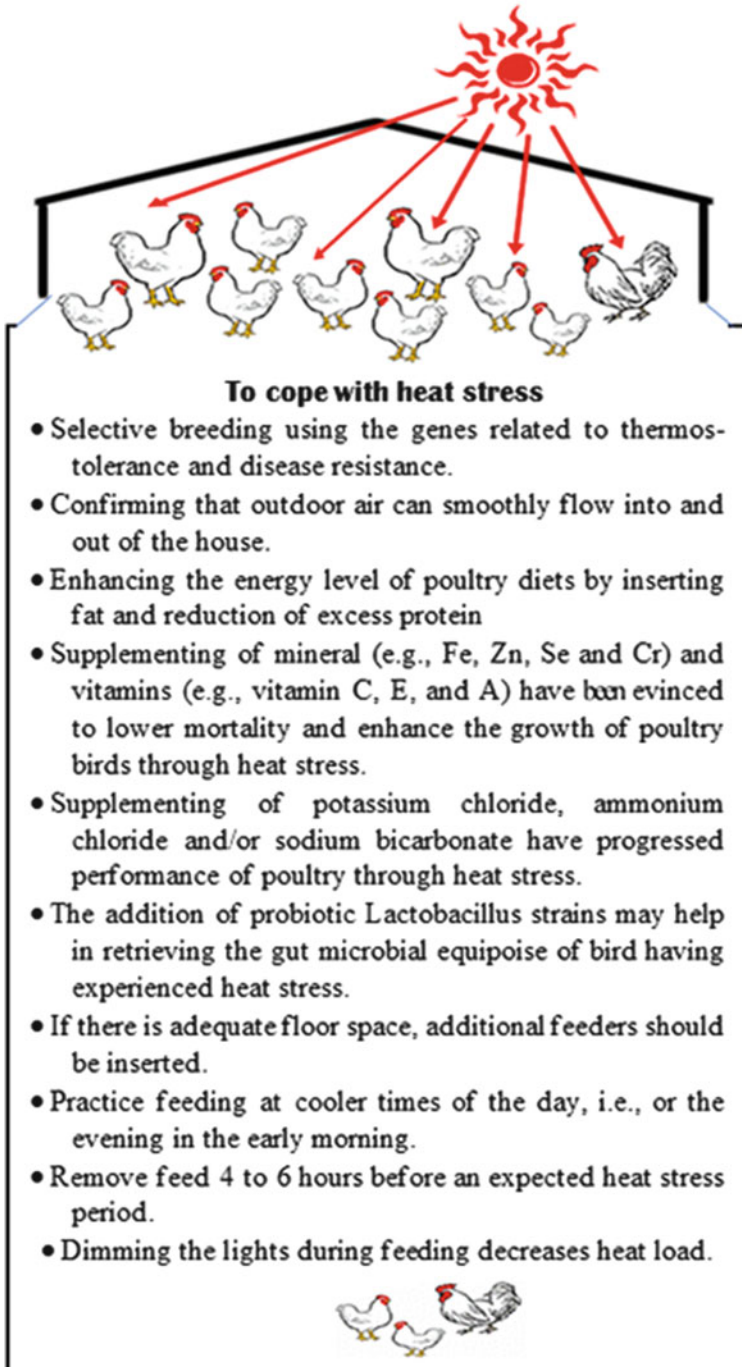 To cope with heat stress
• Selective breeding using the genes related to thermos-
tolerance and disease resistance.
• Confirming that outdoor air can smoothly flow into and
out of the house.
• Enhancing the energy level of poultry diets by inserting
fat and reduction of excess protein
• Supplementing of mineral (e.g., Fe, Zn, Se and Cr) and
vitamins (e.g., vitamin C, E, and A) have been evinced
to lower mortality and enhance the growth of poultry
birds through heat stress.
• Supplementing of potassium chloride, ammonium
chloride and/or sodium bicarbonate have progressed
performance of poultry through heat stress.
• The addition of probiotic Lactobacillus strains may help
in retrieving the gut microbial equipoise of bird having
experienced heat stress.
• If there is adequate floor space, additional feeders should
be inserted.
• Practice feeding at cooler times of the day, i.e., or the
evening in the early morning.
• Remove feed 4 to 6 hours before an expected heat stress
period.
• Dimming the lights during feeding decreases heat load.